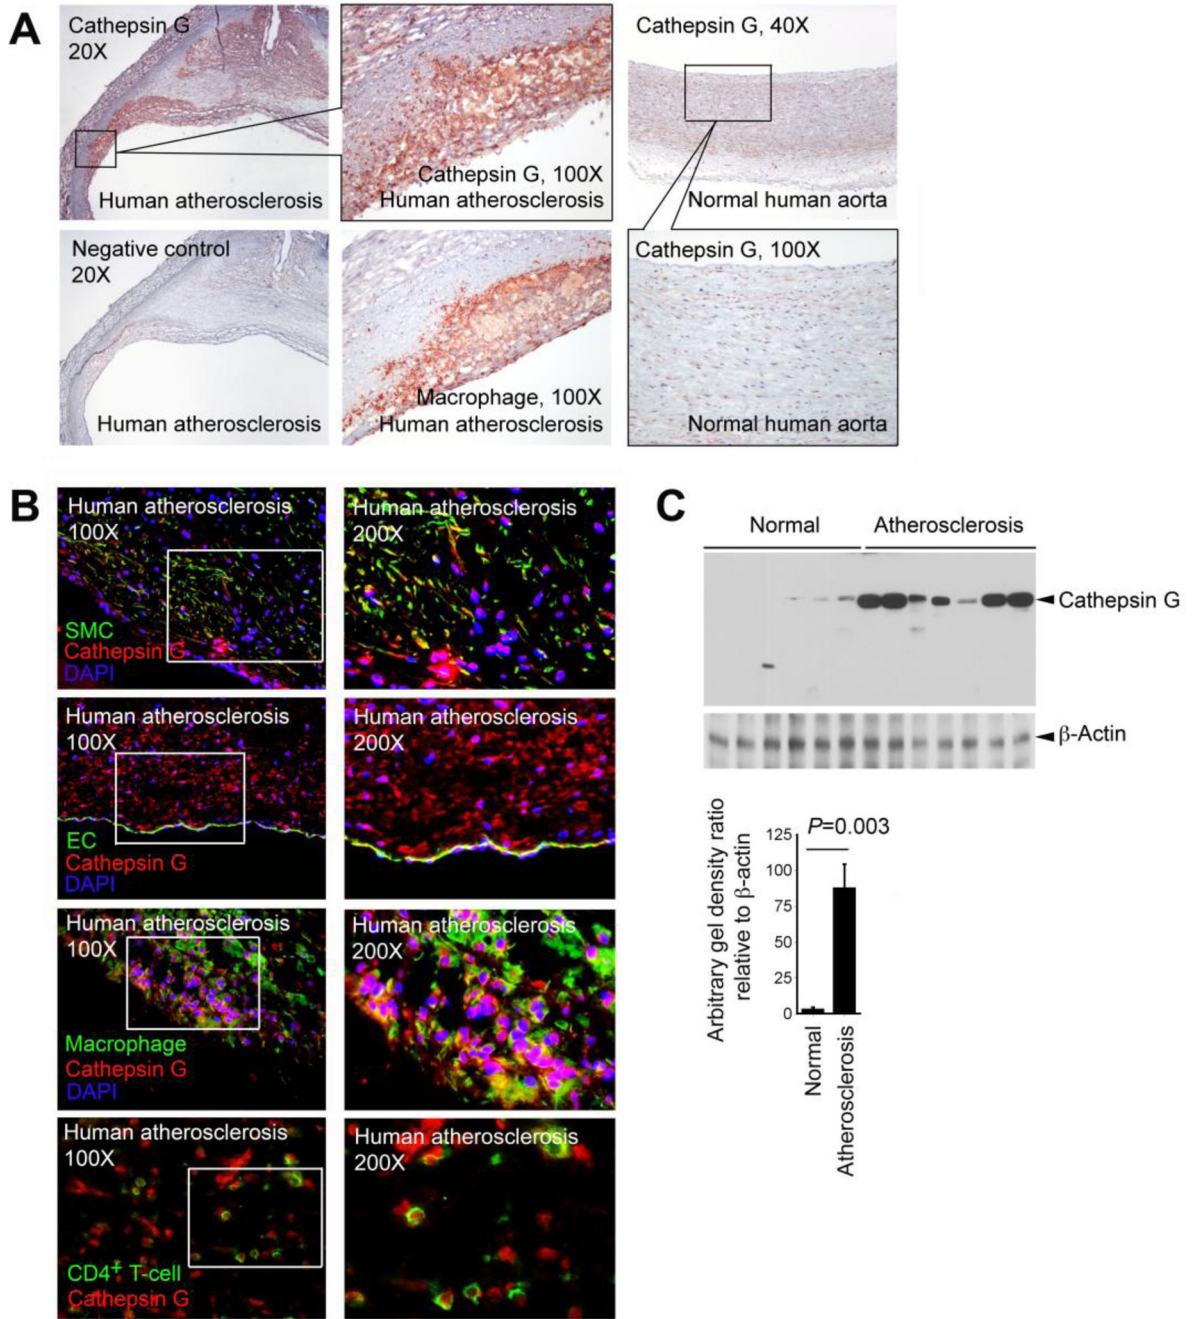 A
Cathepsin G
20X
Human atherosclerosis
Cathepsin G, 100X
Human atherosclerosis
Cathepsin G, 40X
Normal human aorta
Negative control
20X
Human atherosclerosis
Macrophage, 100X
Human atherosclerosis
Cathepsin G, 100X
Normal human aorta
B
Human atherosclerosis
100X
SMC
Cathepsin G
DAPI
Human atherosclerosis
200X
Human atherosclerosis
100X
EC
Cathepsin G
DAPI
Human atherosclerosis
200X
Human atherosclerosis
100X
Macrophage
Cathepsin G
DAPI
Human atherosclerosis
200X
Human atherosclerosis
100X
CD4⁺ T-cell
Cathepsin G
Human atherosclerosis
200X
C
Normal
Atherosclerosis
Cathepsin G
β-Actin
Arbitrary gel density ratio
relative to β-actin
125
100
75
50
25
0
P=0.003
Normal
Atherosclerosis